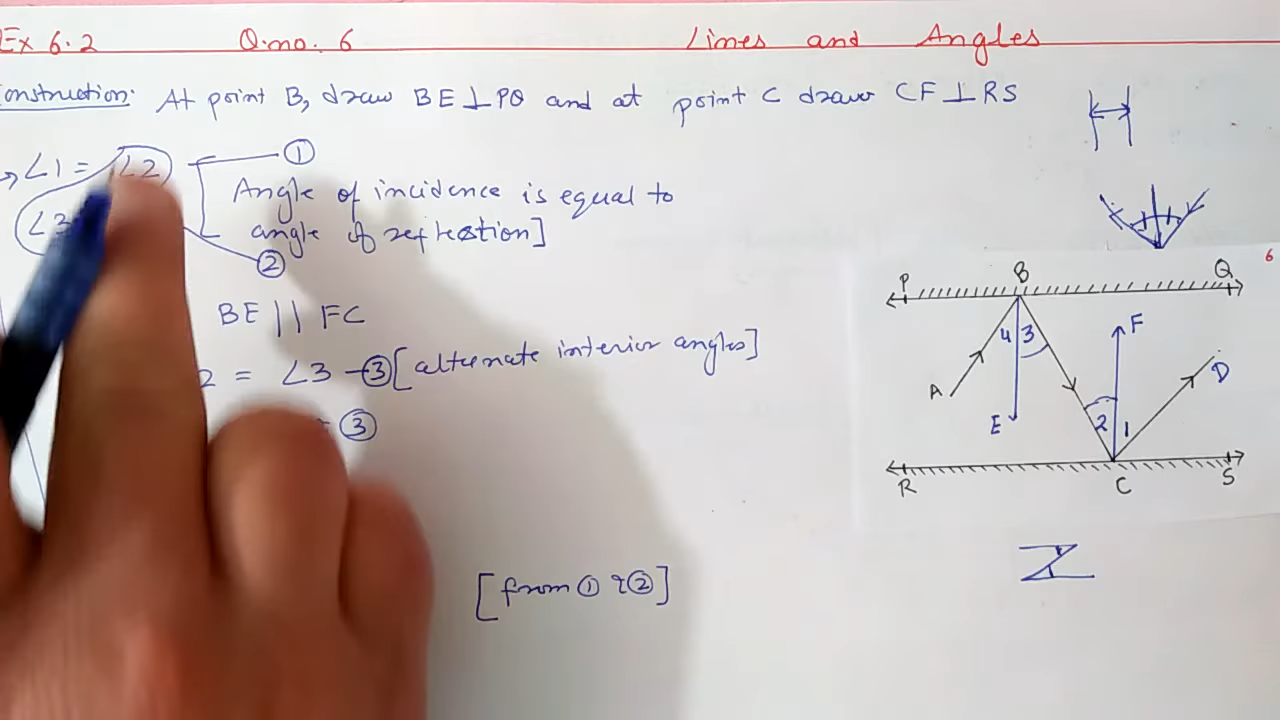 Ex 6.2 Q.no. 6 Lines and Angles
onstruction: At point B, draw BE ⊥ PQ and at point C draw CF ⊥ RS
∠1 = ∠2 ①
∠3
Angle of incidence is equal to
angle of reflection]
②
BE || FC
2 = ∠3 - ③ [alternate interior angles]
③
[from ① & ②]
6
P B Q
4 3 F
A D
E 2 1
R C S